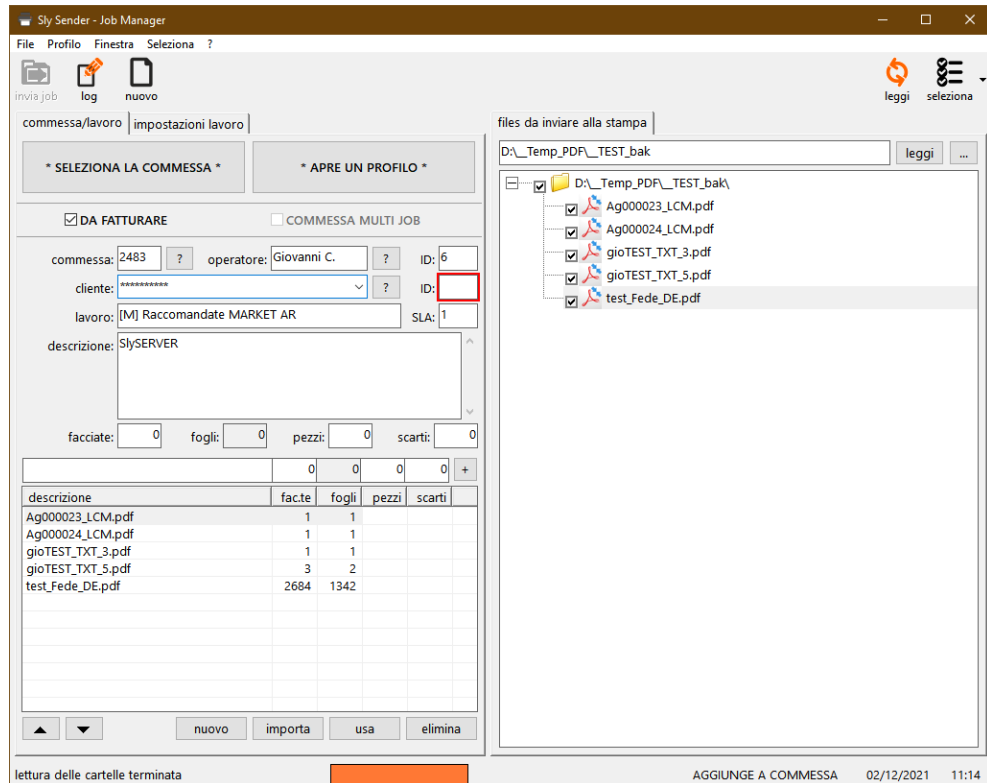 Sly Sender - Job Manager
File Profilo Finestra Seleziona ?
invia job log nuovo leggi seleziona
commessa/lavoro impostazioni lavoro
* SELEZIONA LA COMMESSA * * APRE UN PROFILO *
DA FATTURARE COMMESSA MULTI JOB
commessa: 2483 ? operatore: Giovanni C. ? ID: 6
cliente: ********** ? ID:
lavoro: [M] Raccomandate MARKET AR SLA: 1
descrizione: SlySERVER
facciate: 0 fogli: 0 pezzi: 0 scarti: 0
0 0 0 0 +
descrizione fac.te fogli pezzi scarti
Ag000023_LCM.pdf 1 1
Ag000024_LCM.pdf 1 1
gioTEST_TXT_3.pdf 1 1
gioTEST_TXT_5.pdf 3 2
test_Fede_DE.pdf 2684 1342
nuovo importa usa elimina
files da inviare alla stampa
D:\__Temp_PDF\__TEST_bak leggi ...
D:\__Temp_PDF\__TEST_bak\
Ag000023_LCM.pdf
Ag000024_LCM.pdf
gioTEST_TXT_3.pdf
gioTEST_TXT_5.pdf
test_Fede_DE.pdf
lettura delle cartelle terminata AGGIUNGE A COMMESSA 02/12/2021 11:14